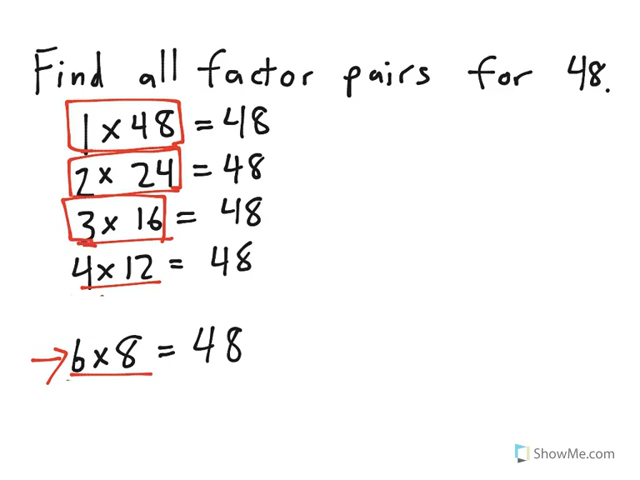 Find all factor pairs for 48.
1 x 48 = 48
2 x 24 = 48
3 x 16 = 48
4 x 12 = 48
6 x 8 = 48
ShowMe.com